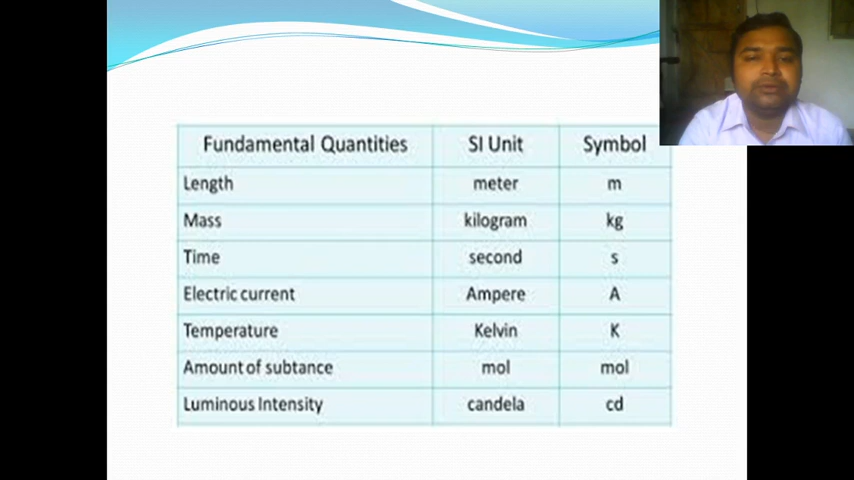 Fundamental Quantities SI Unit Symbol
Length meter m
Mass kilogram kg
Time second s
Electric current Ampere A
Temperature Kelvin K
Amount of subtance mol mol
Luminous Intensity candela cd